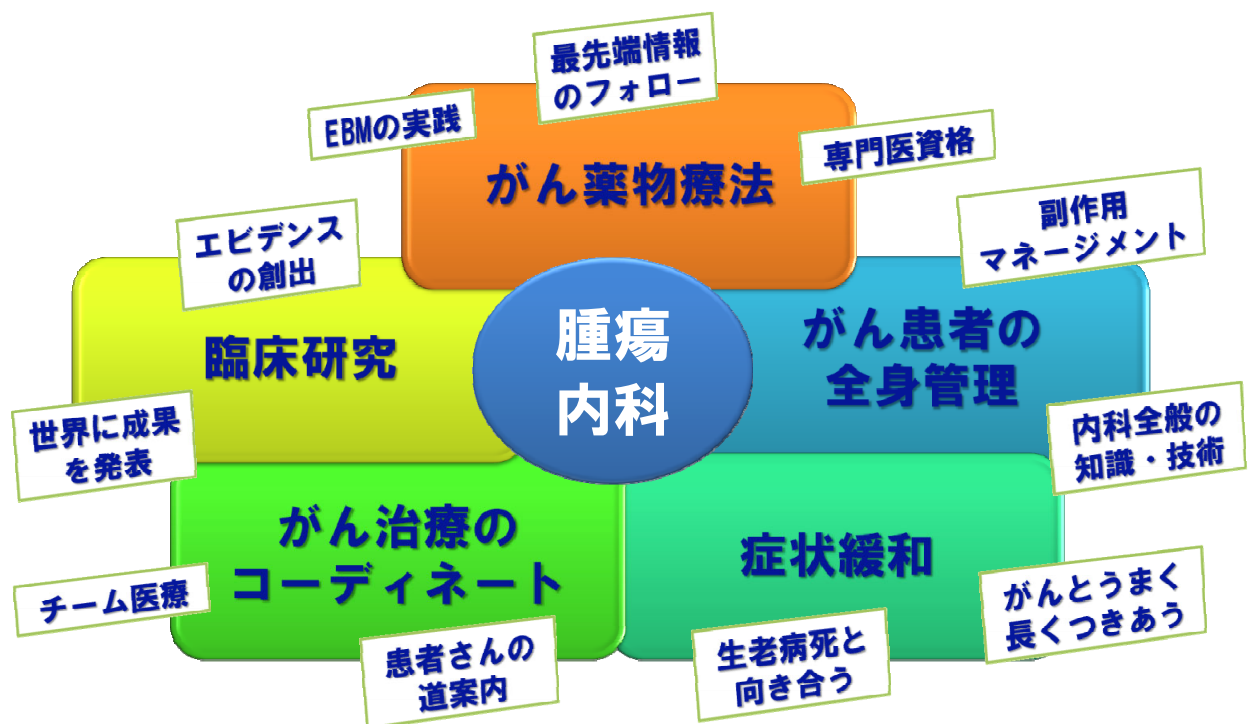 最先端情報
のフォロー
EBMの実践
専門医資格
がん薬物療法
副作用
マネージメント
エビデンス
の創出
臨床研究
腫瘍
内科
がん患者の
全身管理
世界に成果
を発表
内科全般の
知識・技術
がん治療の
コーディネート
症状緩和
チーム医療
がんとうまく
長くつきあう
患者さんの
道案内
生老病死と
向き合う